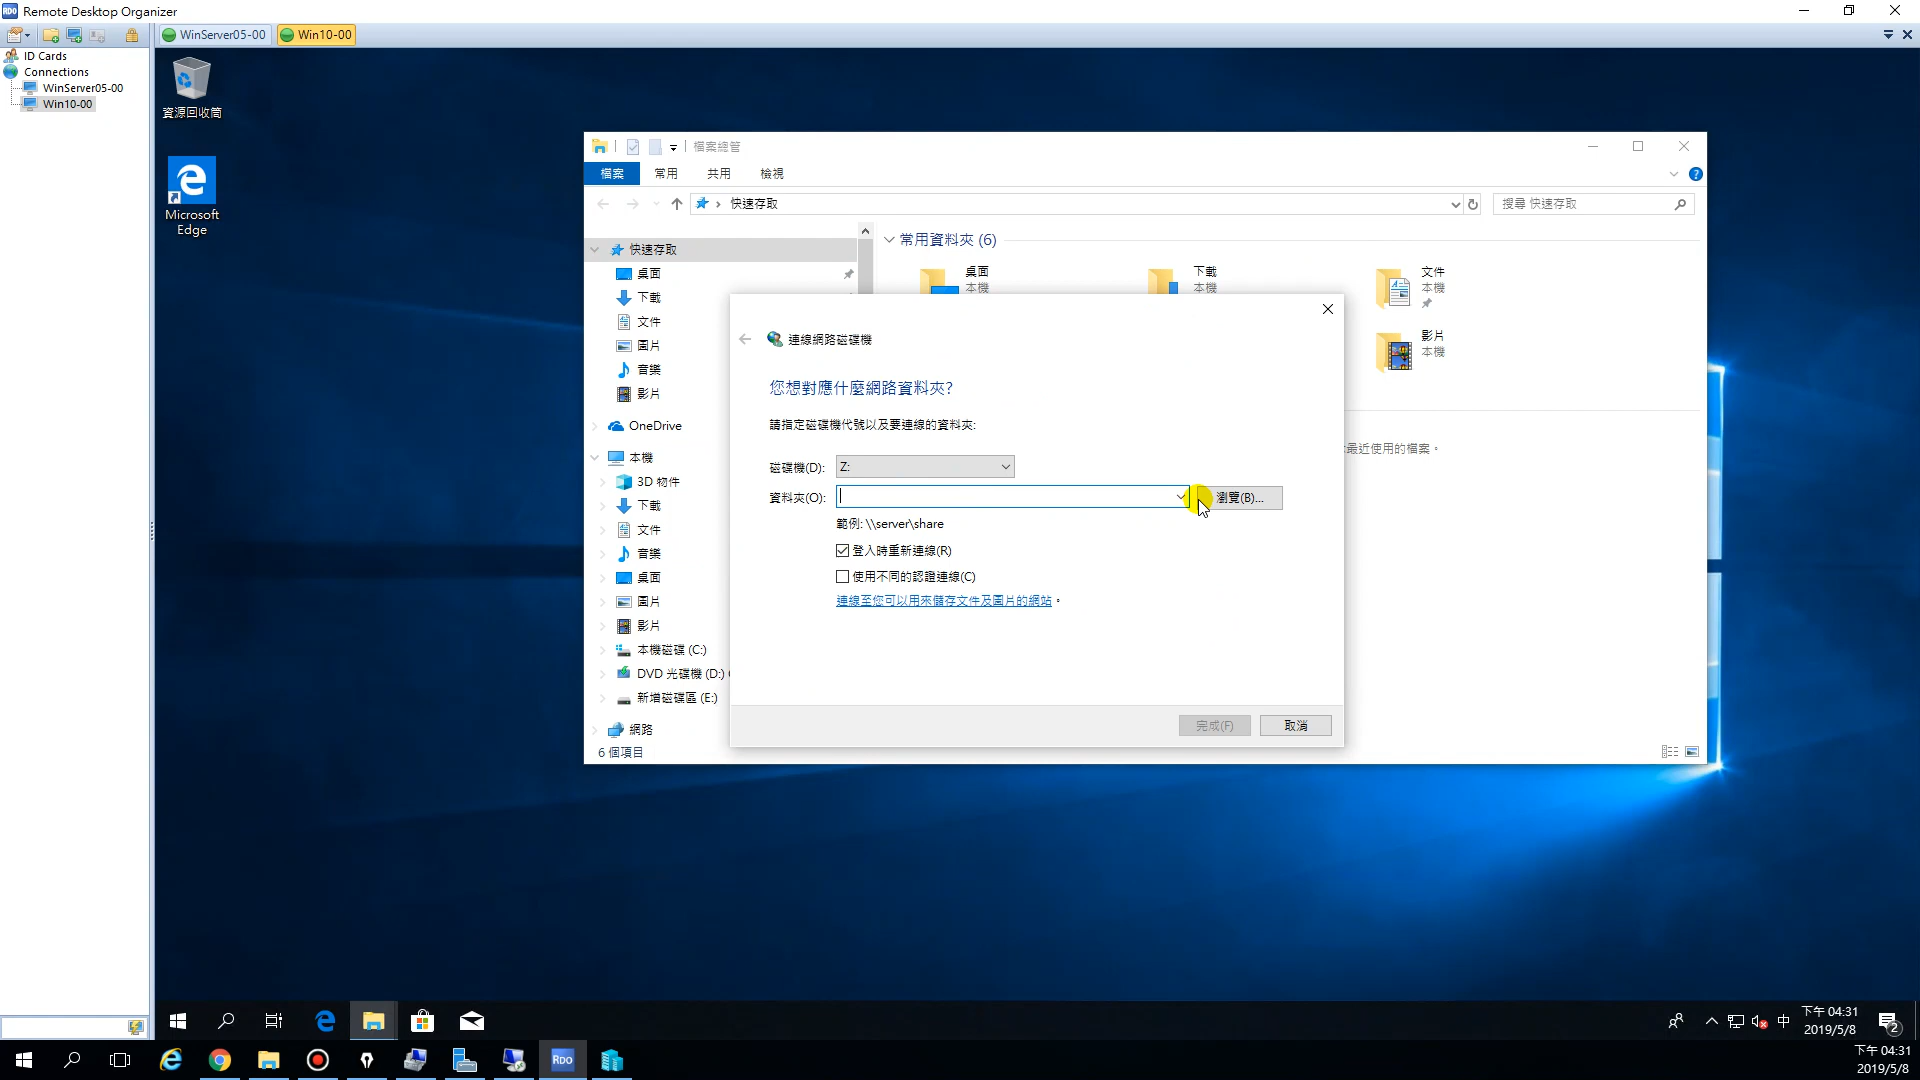 Remote Desktop Organizer
WinServer05-00
Win10-00
ID Cards
Connections
WinServer05-00
Win10-00
資源回收筒
Microsoft
Edge
檔案總管
檔案
常用
共用
檢視
快速存取
搜尋 快速存取
快速存取
桌面
下載
文件
圖片
音樂
影片
OneDrive
本機
3D 物件
下載
文件
音樂
桌面
圖片
影片
本機磁碟 (C:)
DVD 光碟機 (D:)
新增磁碟區 (E:)
網路
6 個項目
常用資料夾 (6)
桌面
本機
下載
本機
文件
本機
影片
本機
最近使用的檔案。
連線網路磁碟機
您想對應什麼網路資料夾?
請指定磁碟機代號以及要連線的資料夾:
磁碟機(D):
Z:
資料夾(O):
瀏覽(B)...
範例: \\server\share
登入時重新連線(R)
使用不同的認證連線(C)
連線至您可以用來儲存文件及圖片的網站。
完成(F)
取消
中
下午 04:31
2019/5/8
2
RDO
下午 04:31
2019/5/8